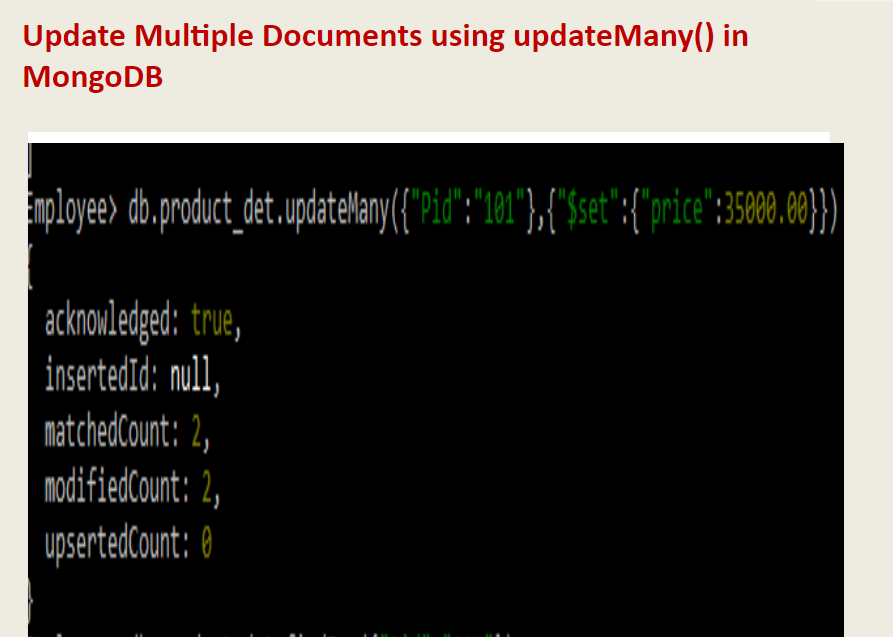 Update Multiple Documents using updateMany() in
MongoDB
]
Employee> db.product_det.updateMany({"Pid":"101"},{"$set":{"price":35000.00}})
{
acknowledged: true,
insertedId: null,
matchedCount: 2,
modifiedCount: 2,
upsertedCount: 0
}